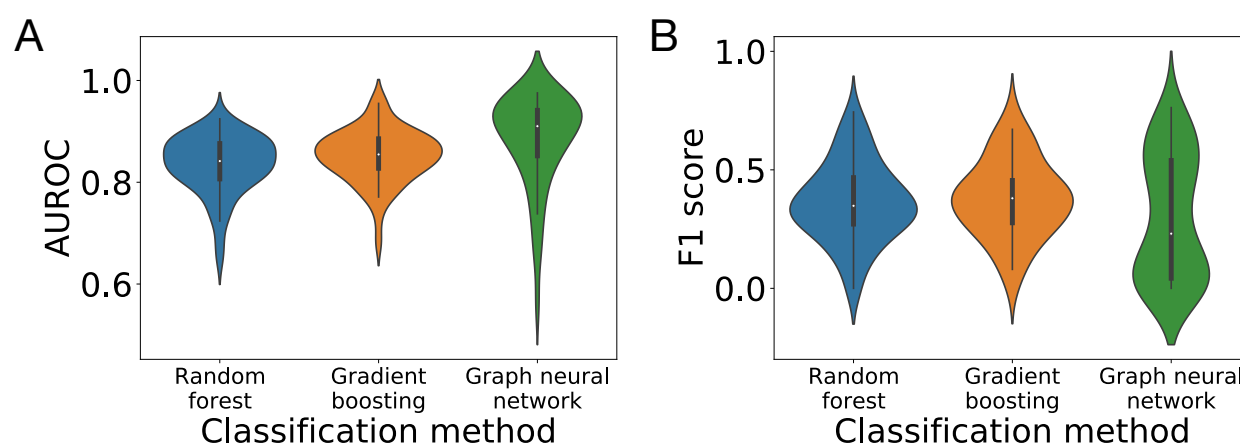 A
AUROC
1.0
0.8
0.6
Random
forest
Gradient
boosting
Graph neural
network
Classification method
B
F1 score
1.0
0.5
0.0
Random
forest
Gradient
boosting
Graph neural
network
Classification method